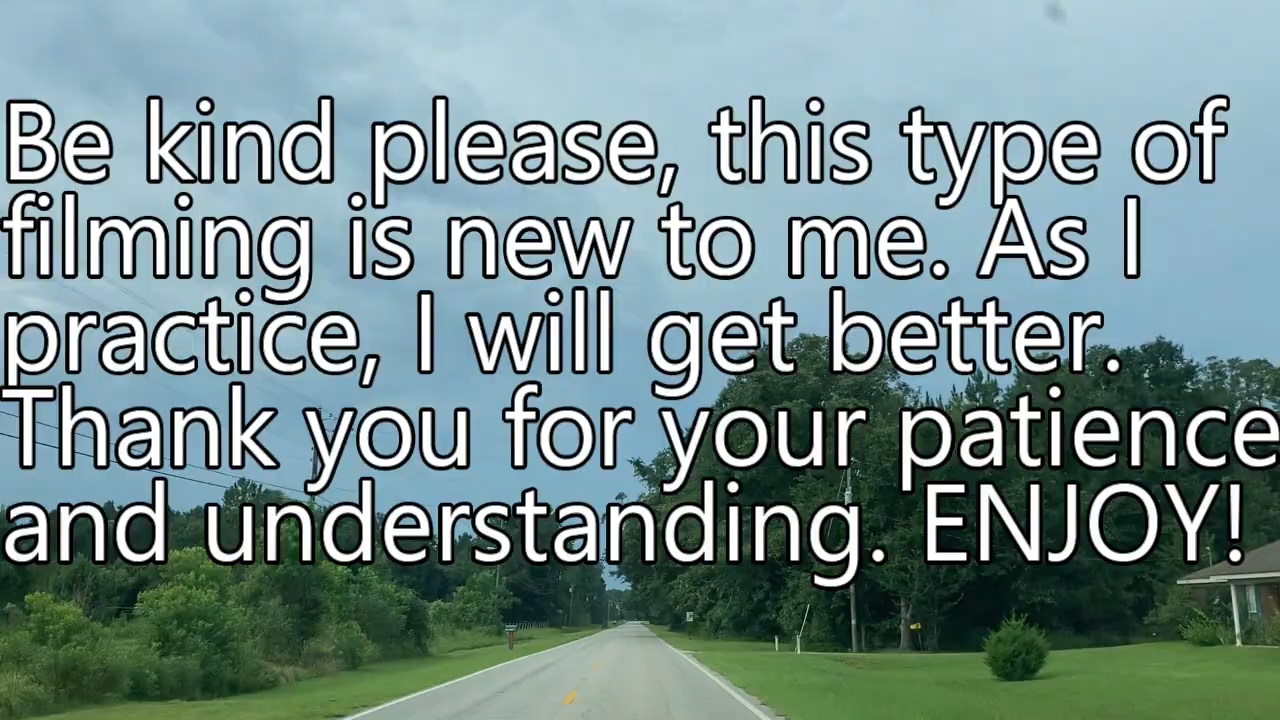 Be kind please, this type of
filming is new to me. As I
practice, I will get better.
Thank you for your patience
and understanding. ENJOY!